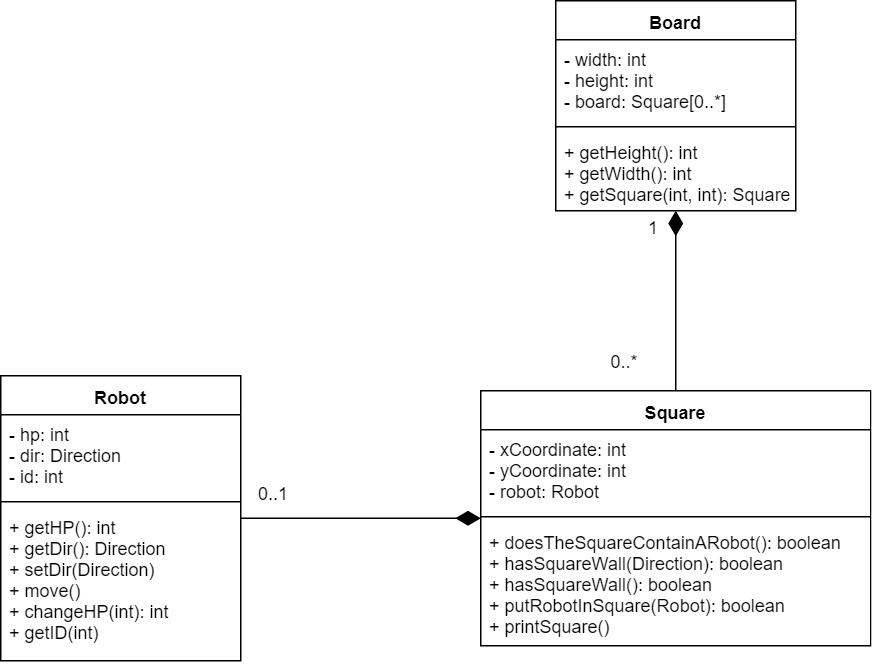 Board
- width: int
- height: int
- board: Square[0..*]
+ getHeight(): int
+ getWidth(): int
+ getSquare(int, int): Square
1
0..*
Robot
- hp: int
- dir: Direction
- id: int
+ getHP(): int
+ getDir(): Direction
+ setDir(Direction)
+ move()
+ changeHP(int): int
+ getID(int)
0..1
Square
- xCoordinate: int
- yCoordinate: int
- robot: Robot
+ doesTheSquareContainARobot(): boolean
+ hasSquareWall(Direction): boolean
+ hasSquareWall(): boolean
+ putRobotInSquare(Robot): boolean
+ printSquare()